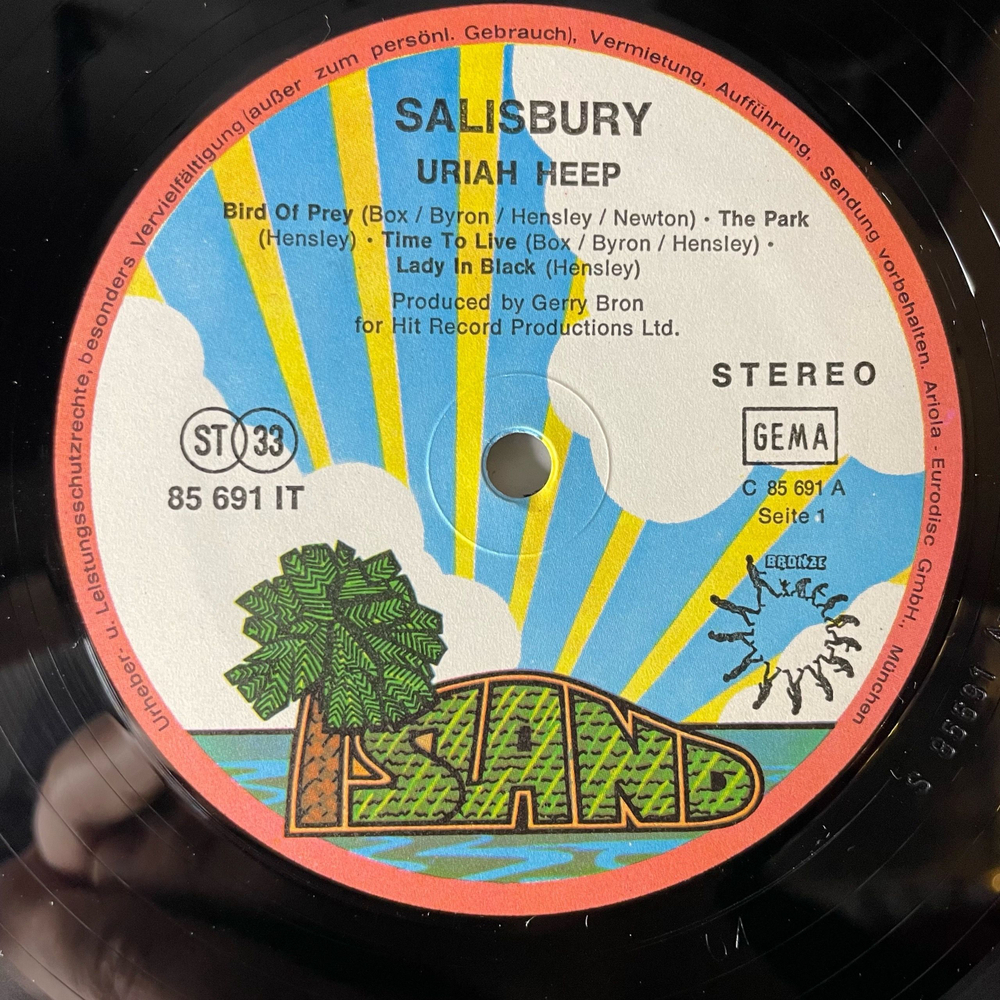 SALISBURY
URIAH HEEP
Bird Of Prey (Box / Byron / Hensley / Newton) • The Park
(Hensley) • Time To Live (Box / Byron / Hensley) •
Lady In Black (Hensley)
Produced by Gerry Bron
for Hit Record Productions Ltd.
STEREO
ST 33
GEMA
85 691 IT
C 85 691 A
Seite 1
BRONZE
ISLAND
Urheber- u. Leistungsschutzrechte, besonders Vervielfältigung (außer zum persönl. Gebrauch), Vermietung, Aufführung, Sendung vorbehalten. Ariola - Eurodisc GmbH., München
S 85691 A